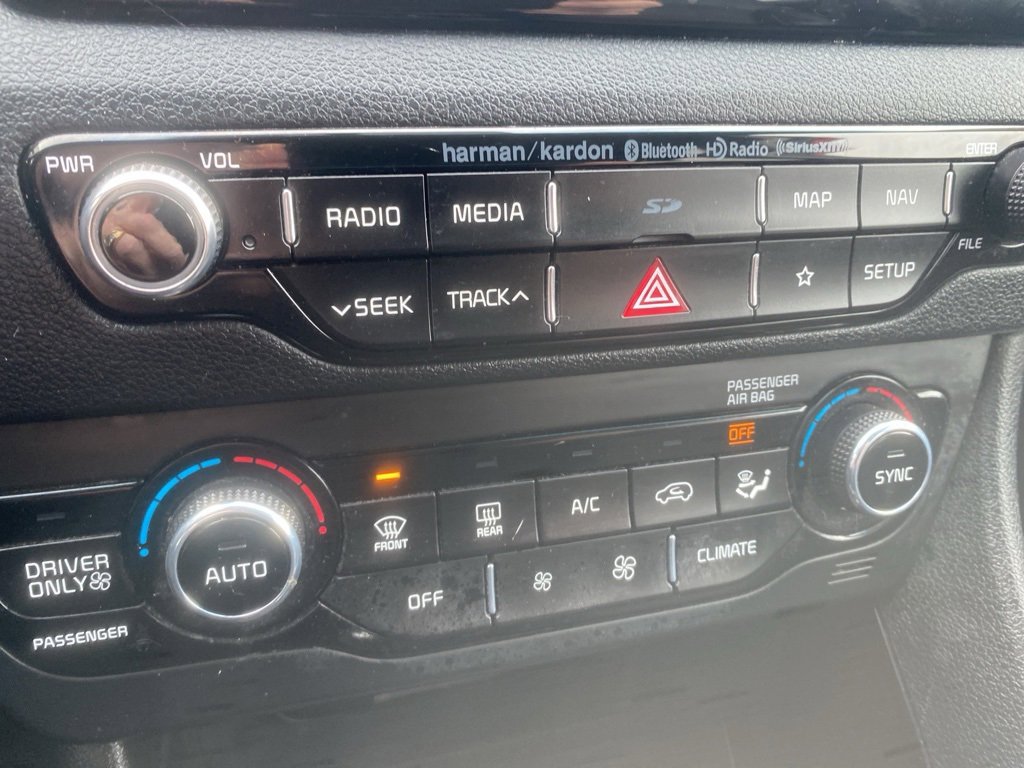 PWR VOL harman/kardon Bluetooth HD Radio ((SiriusXM)) ENTER
RADIO MEDIA SD MAP NAV
FILE
SEEK TRACK SETUP
PASSENGER
AIR BAG
OFF
SYNC
FRONT REAR A/C
DRIVER
ONLY
AUTO OFF CLIMATE
PASSENGER